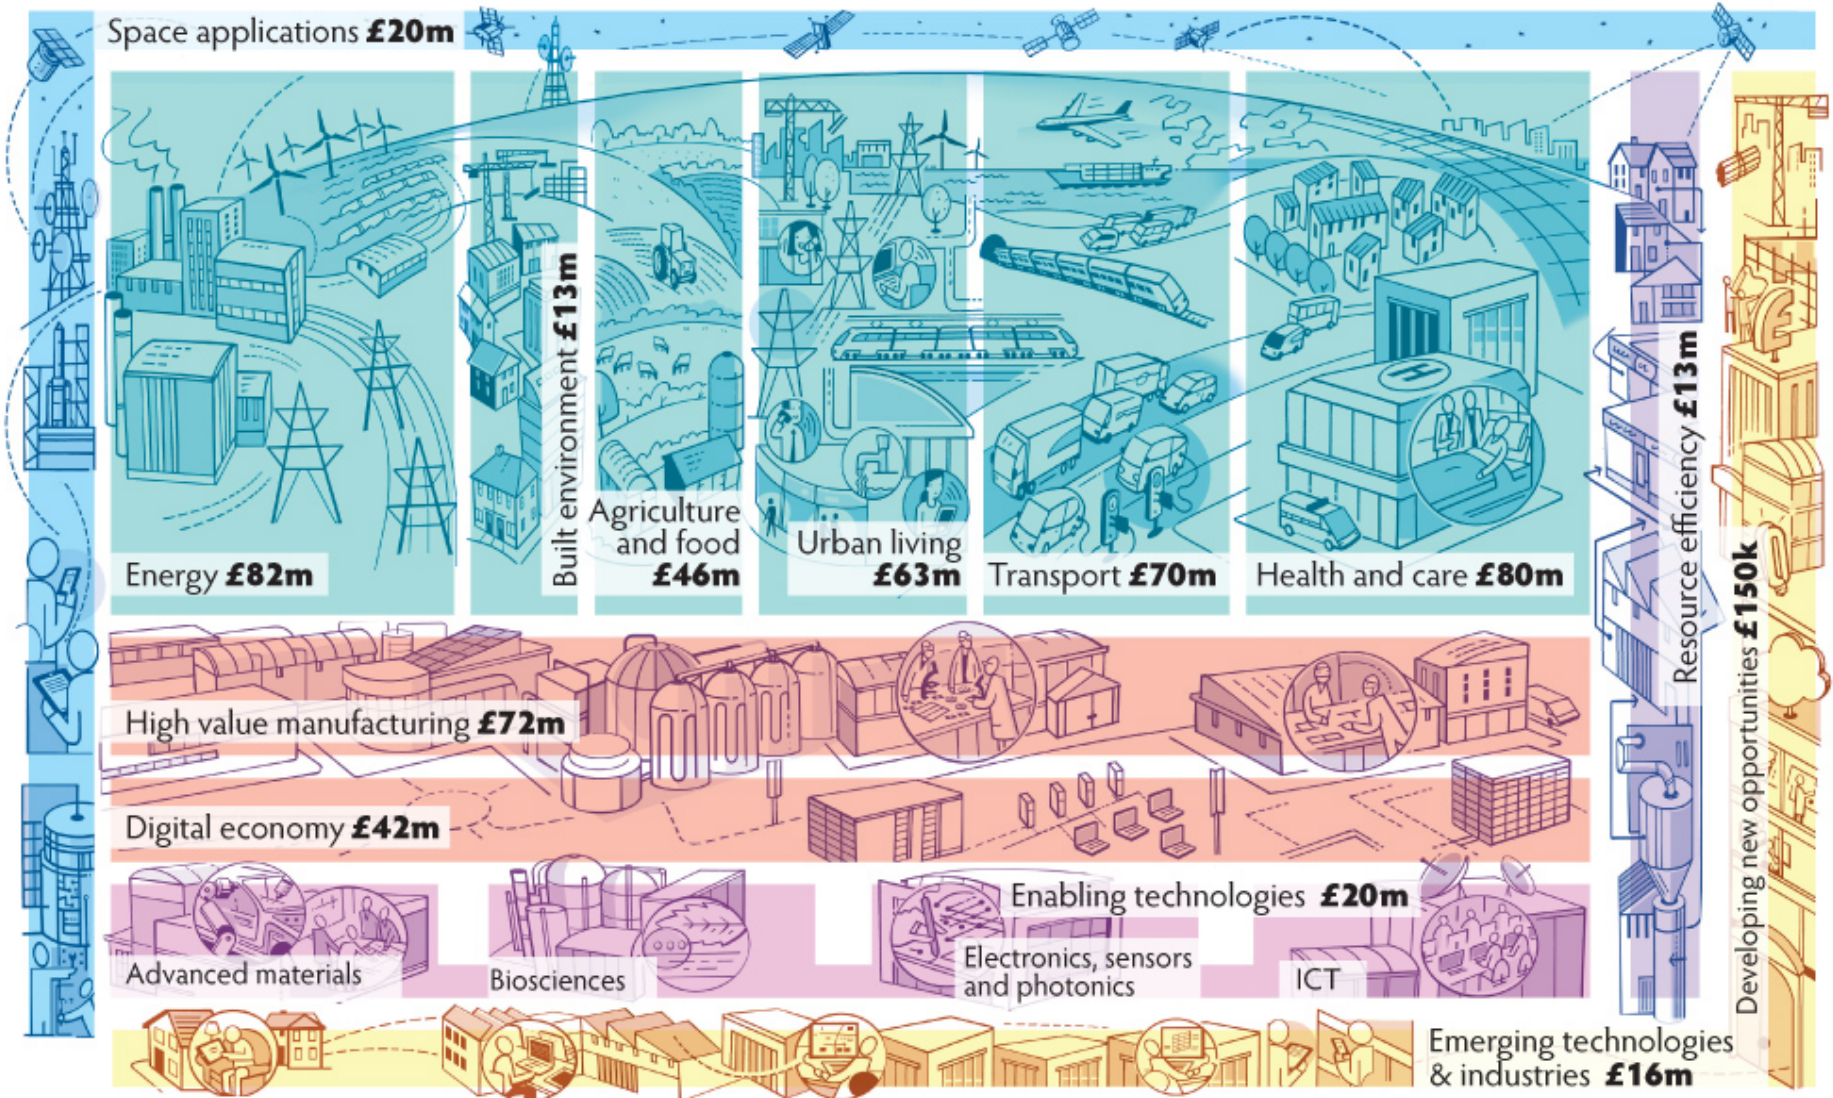 Space applications £20m
Energy £82m
Built environment £13m
Agriculture
and food
£46m
Urban living
£63m
Transport £70m
Health and care £80m
Resource efficiency £13m
Developing new opportunities £150k
High value manufacturing £72m
Digital economy £42m
Enabling technologies £20m
Advanced materials
Biosciences
Electronics, sensors
and photonics
ICT
Emerging technologies
& industries £16m
H
€